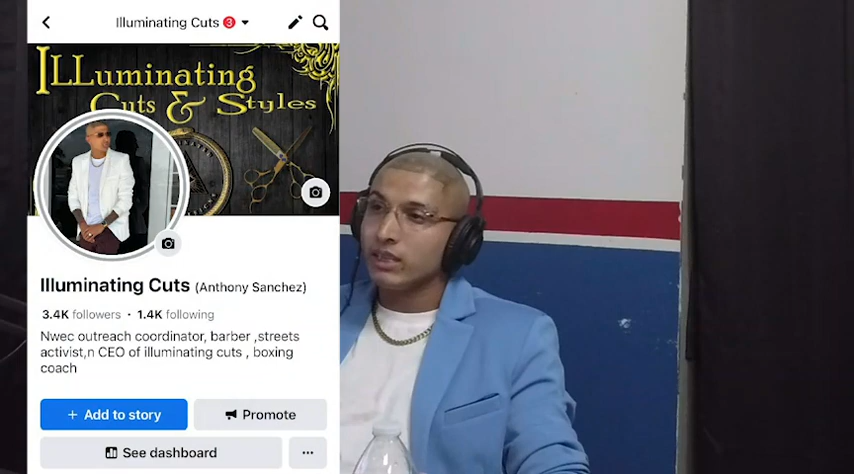 Illuminating Cuts 3
ILLuminating
Cuts & Styles
Illuminating Cuts (Anthony Sanchez)
3.4K followers • 1.4K following
Nwec outreach coordinator, barber ,streets
activist,n CEO of illuminating cuts , boxing
coach
+ Add to story
Promote
See dashboard